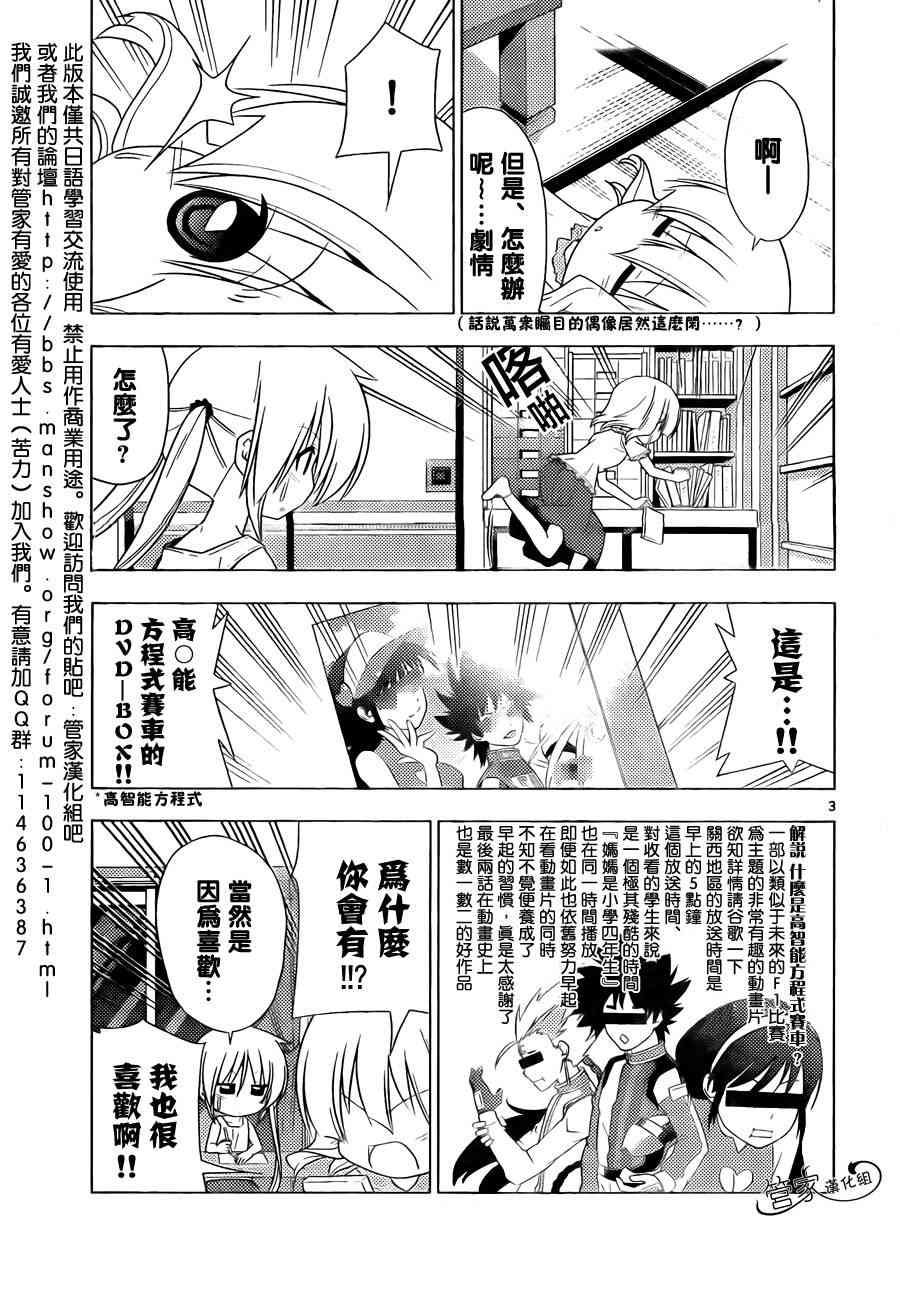 啊—
但是、怎麼辦
呢～…劇情
！
（話說萬衆矚目的偶像居然這麽閑……？）
喀
啪
怎麼
了？
這是…!!
高○能
方程式賽車的
DVD—BOX!!
*高智能方程式
3
解說 什麼是高智能方程式賽車？
一部以類似于未來的F1比賽
為主題的非常有趣的動畫片
欲知詳情請谷歌一下
關西地區的放送時間是
早上的5點鐘
這個放送時間、
對收看的學生來說
是一個極其殘酷的時間
『媽媽是小學四年生』
也在同一時間播放
即便如此也依舊努力早起
在看動畫片的同時
不知不覺便養成了
早起的習慣，真是太感謝了
最後兩話在動畫史上
也是數一數二的好作品
爲什麼
你會有!!?
當然是
因為喜歡…
我也很
喜歡啊!!
管家漢化組
此版本僅共日語學習交流使用 禁止用作商業用途。歡迎訪問我們的貼吧：管家漢化組吧
或者我們的論壇http://bbs.manshow.org/forum-100-1.html
我們誠邀所有對管家有愛的各位有愛人士（苦力）加入我們。有意請加QQ群：114636387